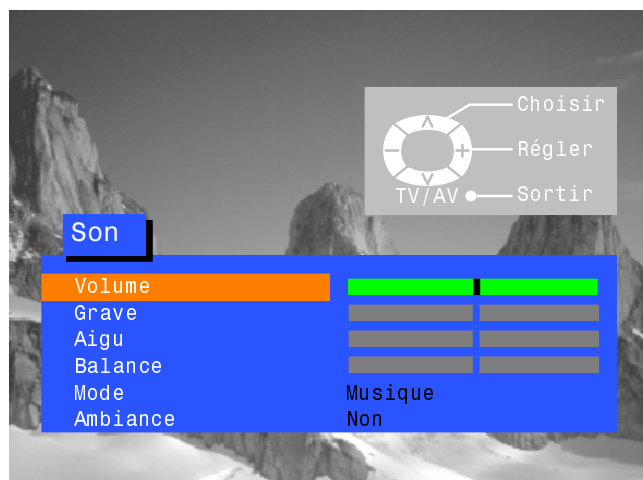 Choisir
Régler
TV/AV Sortir
Son
Volume
Grave
Aigu
Balance
Mode Musique
Ambiance Non